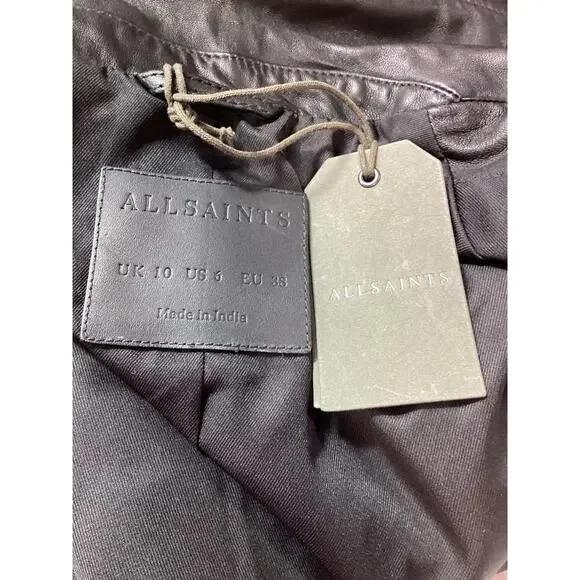 ALLSAINTS
UK 10 US 6 EU 38
Made in India
ALLSAINTS